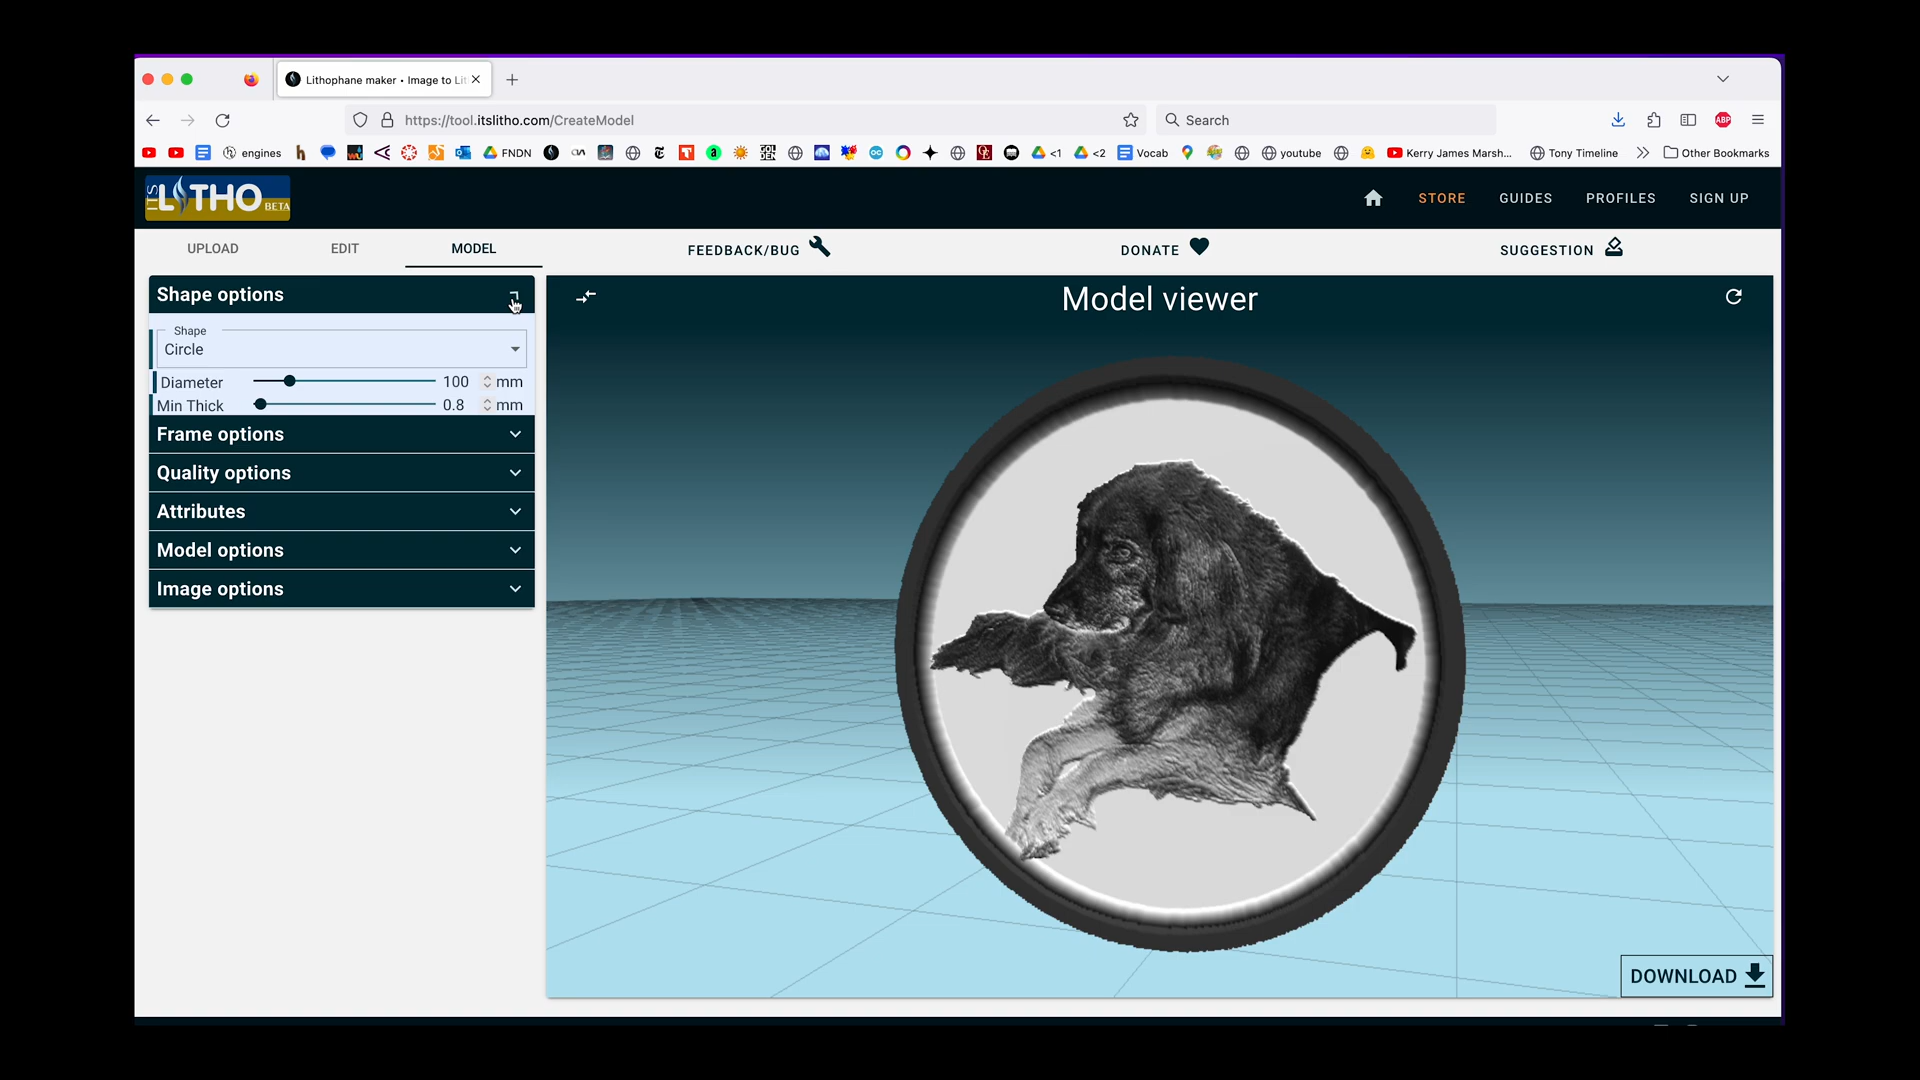 Lithophane maker • Image to Lit
https://tool.itslitho.com/CreateModel
Search
engines
FNDN
<1
<2
Vocab
youtube
Kerry James Marsh...
Tony Timeline
Other Bookmarks
ITS LITHO BETA
STORE
GUIDES
PROFILES
SIGN UP
UPLOAD
EDIT
MODEL
FEEDBACK/BUG
DONATE
SUGGESTION
Shape options
Model viewer
Shape
Circle
Diameter 100 mm
Min Thick 0.8 mm
Frame options
Quality options
Attributes
Model options
Image options
DOWNLOAD